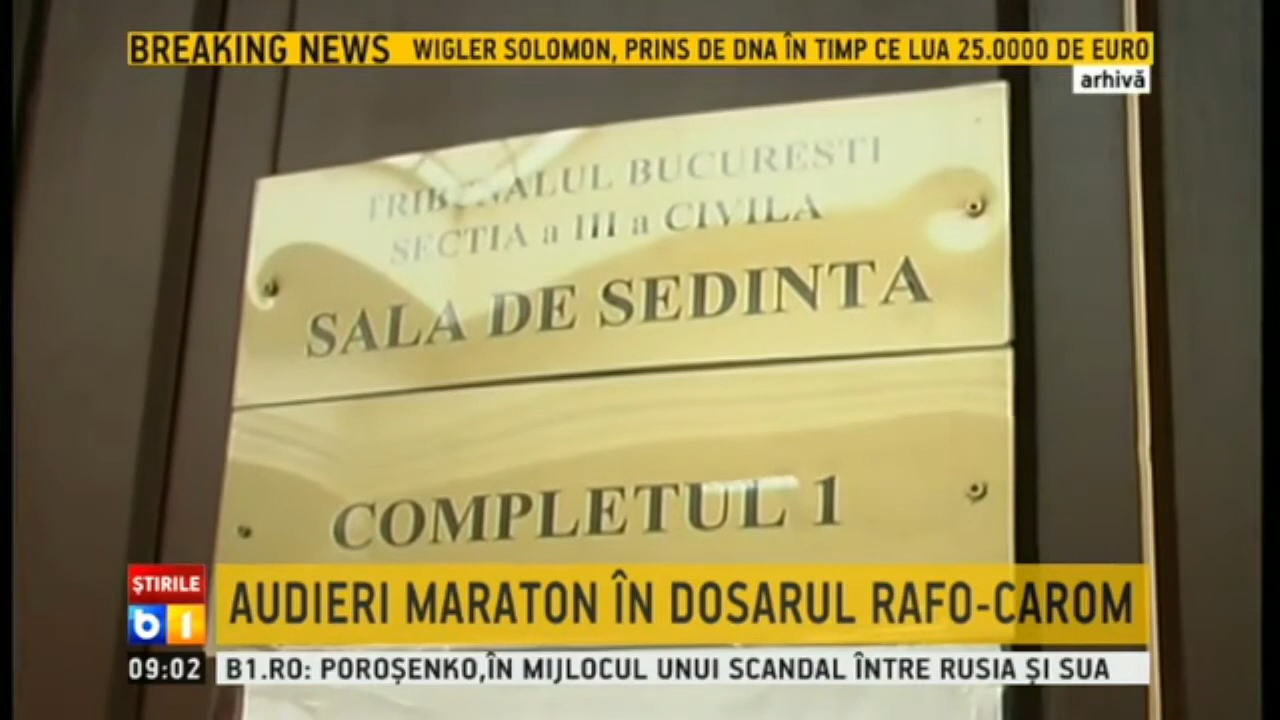 BREAKING NEWS WIGLER SOLOMON, PRINS DE DNA ÎN TIMP CE LUA 25.0000 DE EURO
arhivă
TRIBUNALUL BUCURESTI
SECTIA a III a CIVILA
SALA DE SEDINTA
COMPLETUL 1
ȘTIRILE
b1
AUDIERI MARATON ÎN DOSARUL RAFO-CAROM
09:02 B1.RO: POROȘENKO,ÎN MIJLOCUL UNUI SCANDAL ÎNTRE RUSIA ȘI SUA